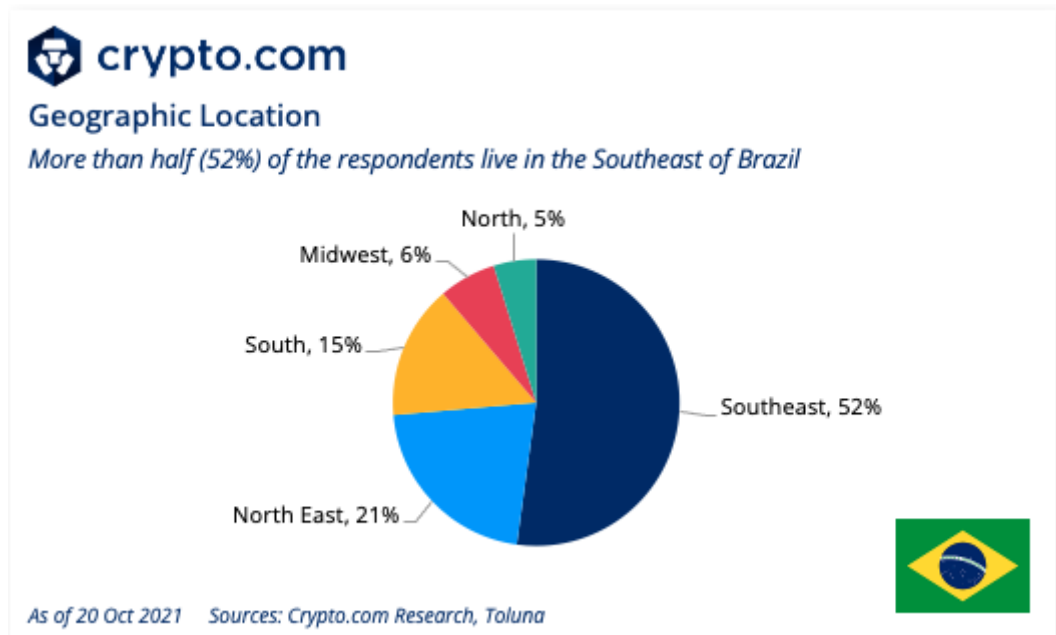 crypto.com
Geographic Location
More than half (52%) of the respondents live in the Southeast of Brazil
North, 5%
Midwest, 6%
South, 15%
Southeast, 52%
North East, 21%
As of 20 Oct 2021 Sources: Crypto.com Research, Toluna